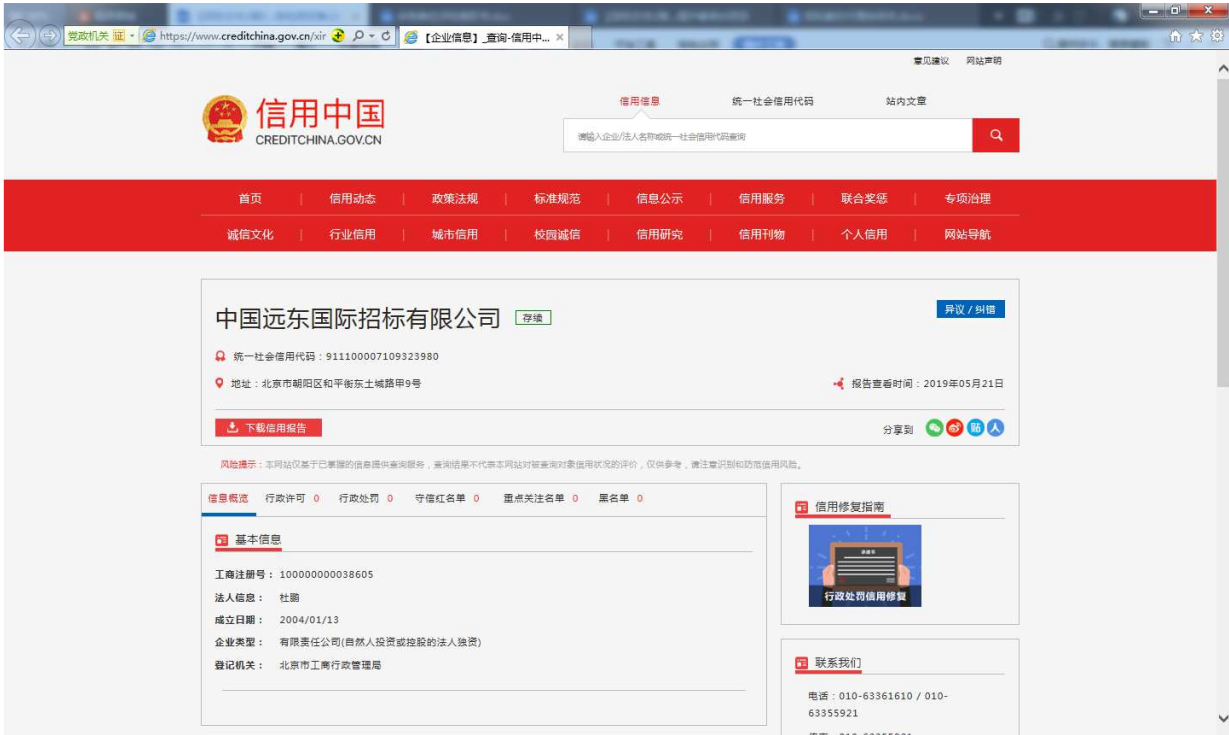 党政机关 证 https://www.creditchina.gov.cn/xir 【企业信息】_查询-信用中...
意见建议 网站声明
信用中国
CREDITCHINA.GOV.CN
信用信息 统一社会信用代码 站内文章
请输入企业/法人名称或统一社会信用代码查询
首页 | 信用动态 | 政策法规 | 标准规范 | 信息公示 | 信用服务 | 联合奖惩 | 专项治理
诚信文化 | 行业信用 | 城市信用 | 校园诚信 | 信用研究 | 信用刊物 | 个人信用 | 网站导航
中国远东国际招标有限公司 存续
异议 / 纠错
统一社会信用代码:911100007109323980
地址:北京市朝阳区和平街东土城路甲9号
报告查看时间:2019年05月21日
下载信用报告
分享到
贴 人
风险提示:本网站仅基于已掌握的信息提供查询服务,查询结果不代表本网站对被查询对象信用状况的评价,仅供参考,请注意识别和防范信用风险。
信息概览 行政许可 0 行政处罚 0 守信红名单 0 重点关注名单 0 黑名单 0
基本信息
工商注册号: 100000000038605
法人信息: 杜鹏
成立日期: 2004/01/13
企业类型: 有限责任公司(自然人投资或控股的法人独资)
登记机关: 北京市工商行政管理局
信用修复指南
承诺书
行政处罚信用修复
联系我们
电话:010-63361610 / 010-
63355921